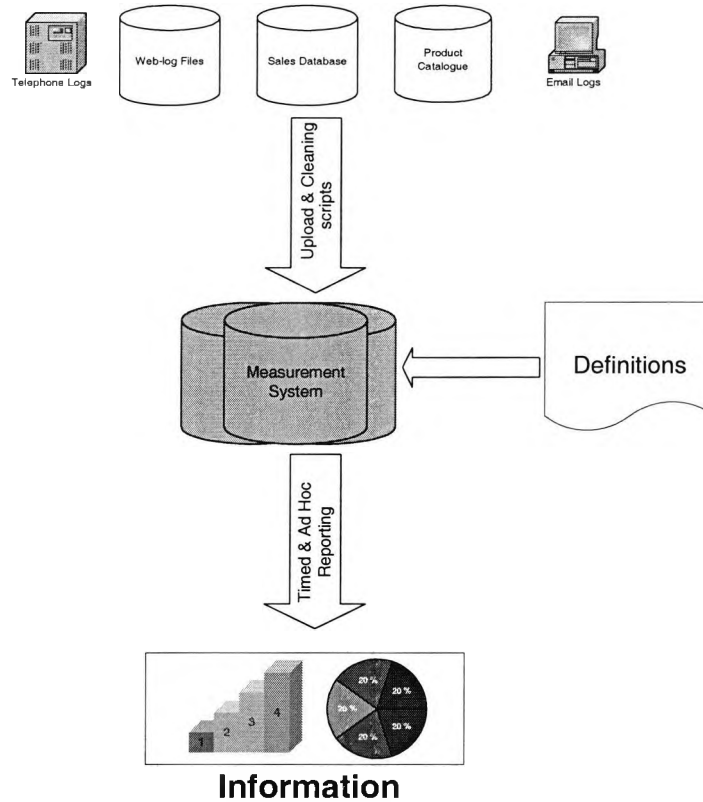 Telephone Logs
Web-log Files
Sales Database
Product
Catalogue
Email Logs
Upload & Cleaning
scripts
Measurement
System
Definitions
Timed & Ad Hoc
Reporting
1
2
3
4
20 %
20 %
20 %
20 %
20 %
Information